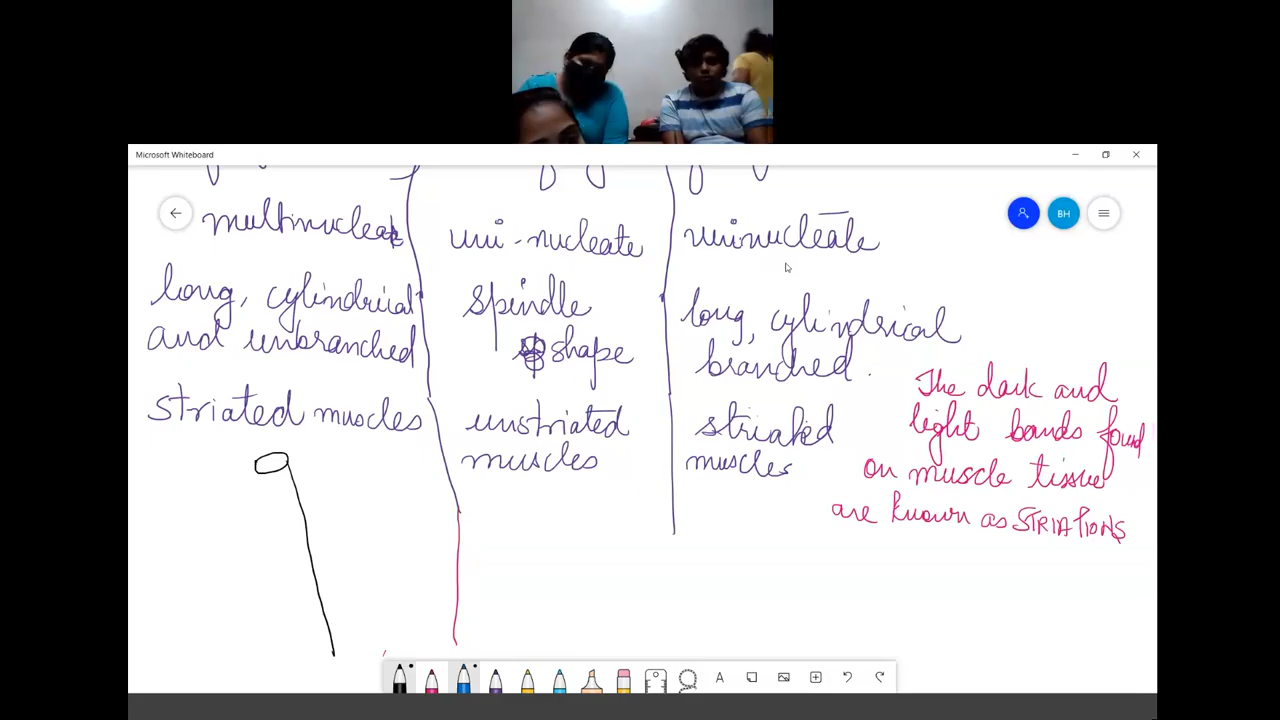 Microsoft Whiteboard
BH
multinucleate
uni-nucleate
uninucleate
long, cylindrical
and unbranched
spindle
shape
long, cylindrical
branched.
striated muscles
unstriated
muscles
striated
muscles
The dark and
light bands found
on muscle tissue
are known as STRIATIONS
A